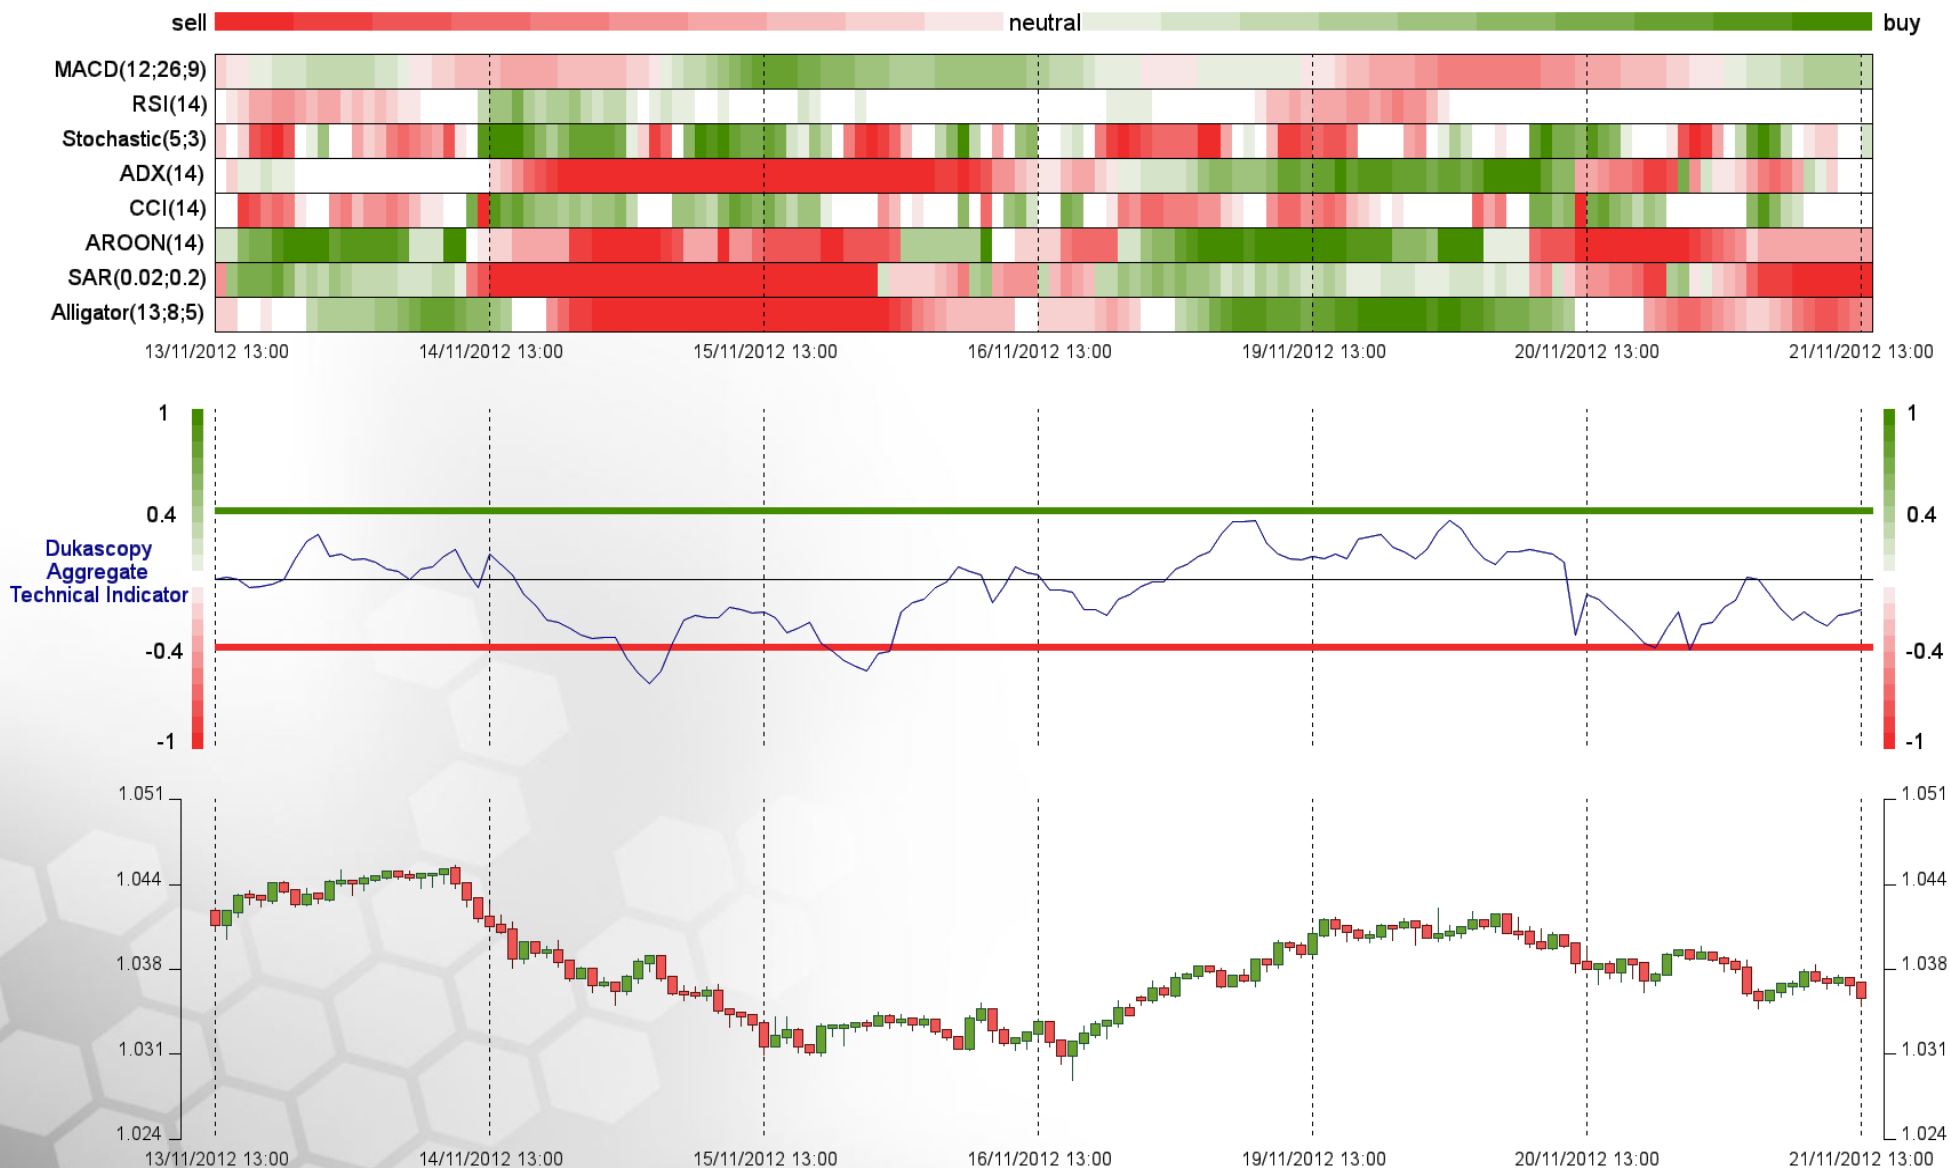 sell neutral buy
MACD(12;26;9)
RSI(14)
Stochastic(5;3)
ADX(14)
CCI(14)
AROON(14)
SAR(0.02;0.2)
Alligator(13;8;5)
13/11/2012 13:00 14/11/2012 13:00 15/11/2012 13:00 16/11/2012 13:00 19/11/2012 13:00 20/11/2012 13:00 21/11/2012 13:00
1 1
0.4 0.4
Dukascopy
Aggregate
Technical Indicator
-0.4 -0.4
-1 -1
1.051 1.051
1.044 1.044
1.038 1.038
1.031 1.031
1.024 1.024
13/11/2012 13:00 14/11/2012 13:00 15/11/2012 13:00 16/11/2012 13:00 19/11/2012 13:00 20/11/2012 13:00 21/11/2012 13:00